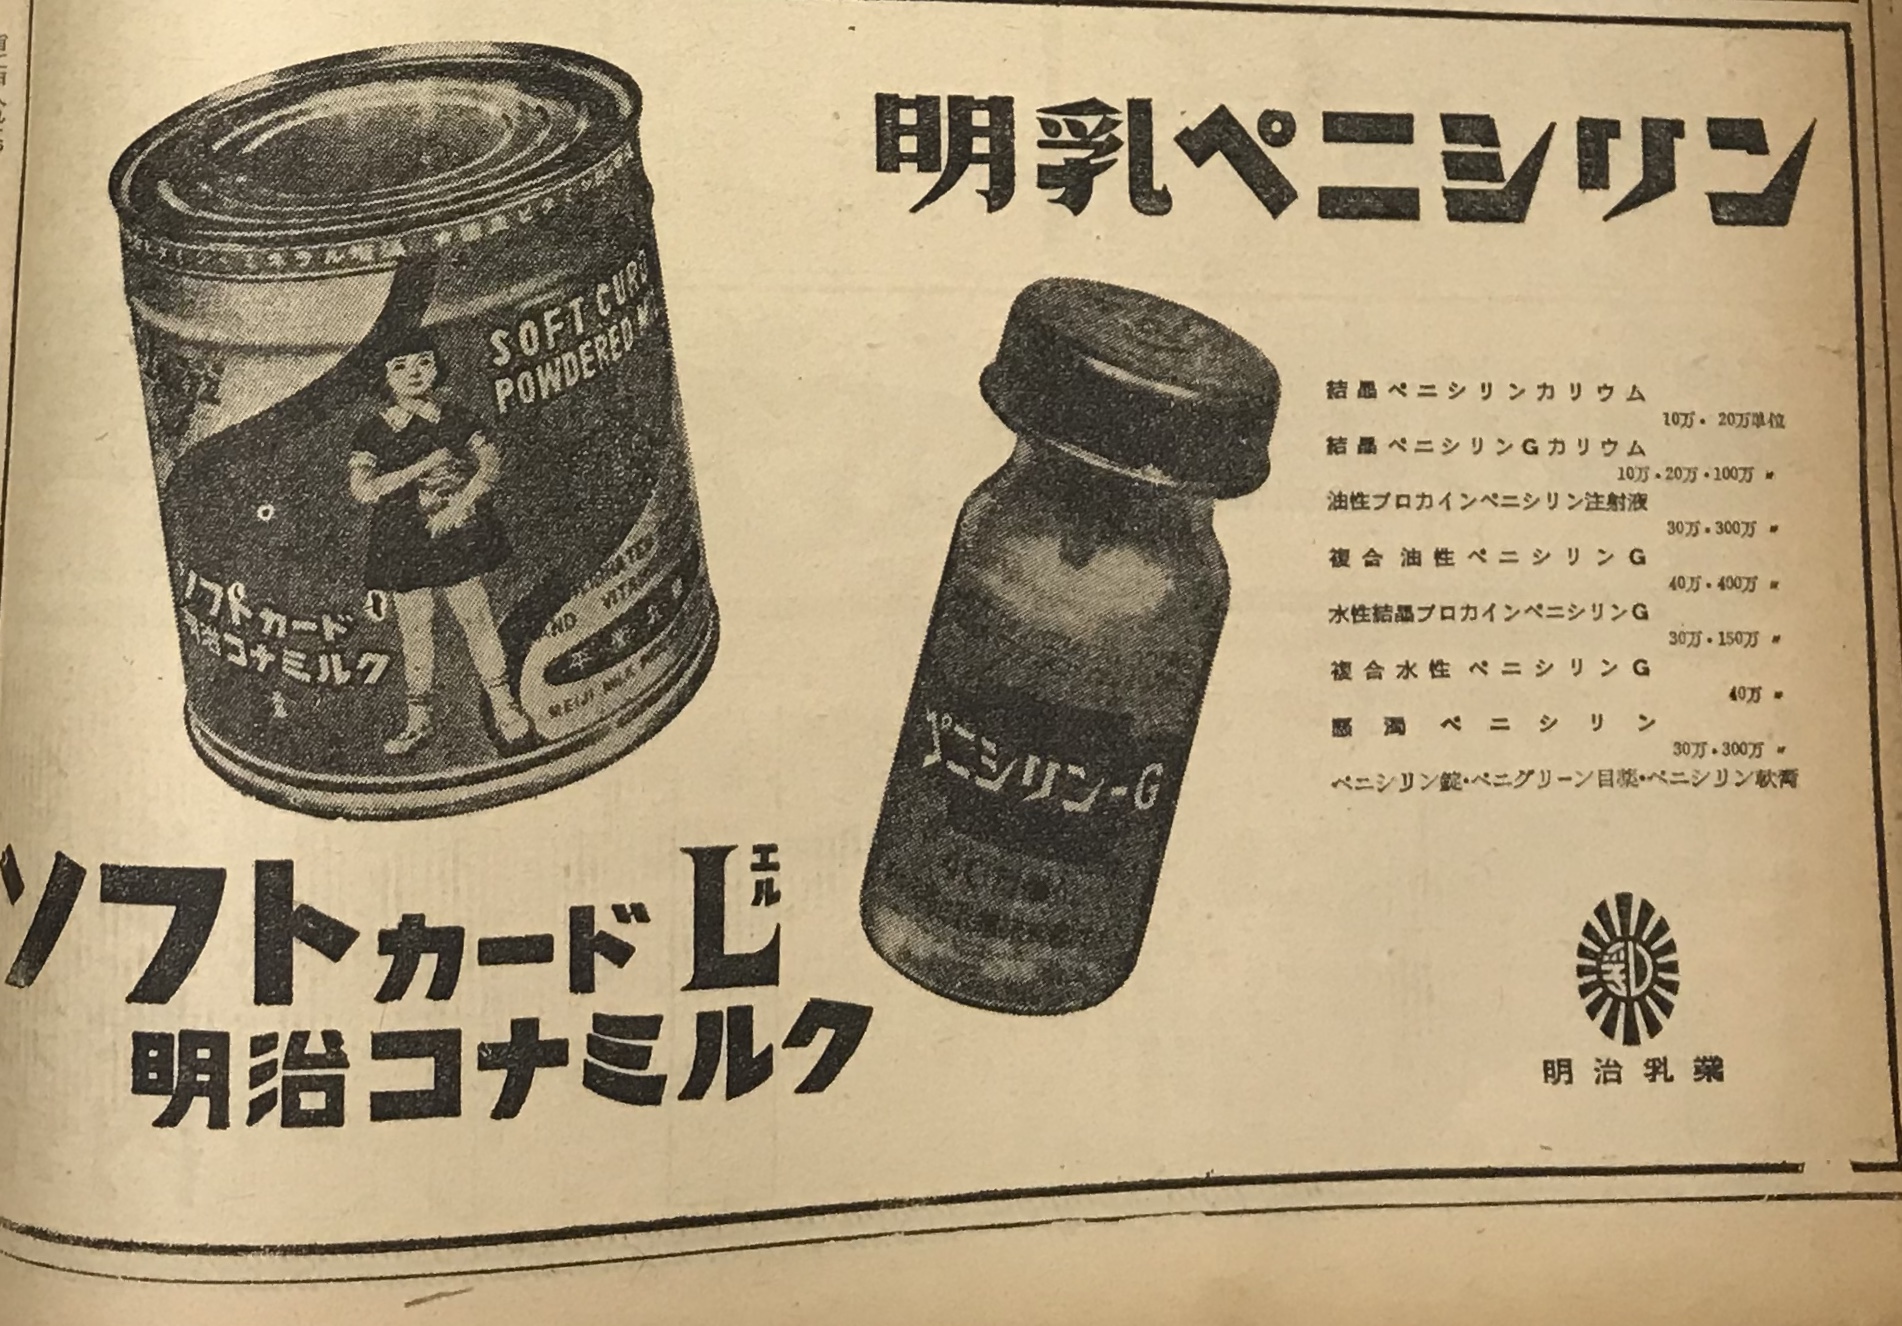 明乳ペニシリン
SOFT CURD
POWDERED
ソフトカード
明治コナミルク
AND VITA
MEIJI MILK
ペニシリン-G
結晶ペニシリンカリウム
10万・20万単位
結晶ペニシリンGカリウム
10万・20万・100万 〃
油性プロカインペニシリン注射液
30万・300万 〃
複合油性ペニシリンG
40万・400万 〃
水性結晶プロカインペニシリンG
30万・150万 〃
複合水性ペニシリンG
40万 〃
懸濁ペニシリン
30万・300万 〃
ペニシリン錠・ペニグリーン目薬・ペニシリン軟膏
ソフトカードL エル
明治コナミルク
乳
明治乳業